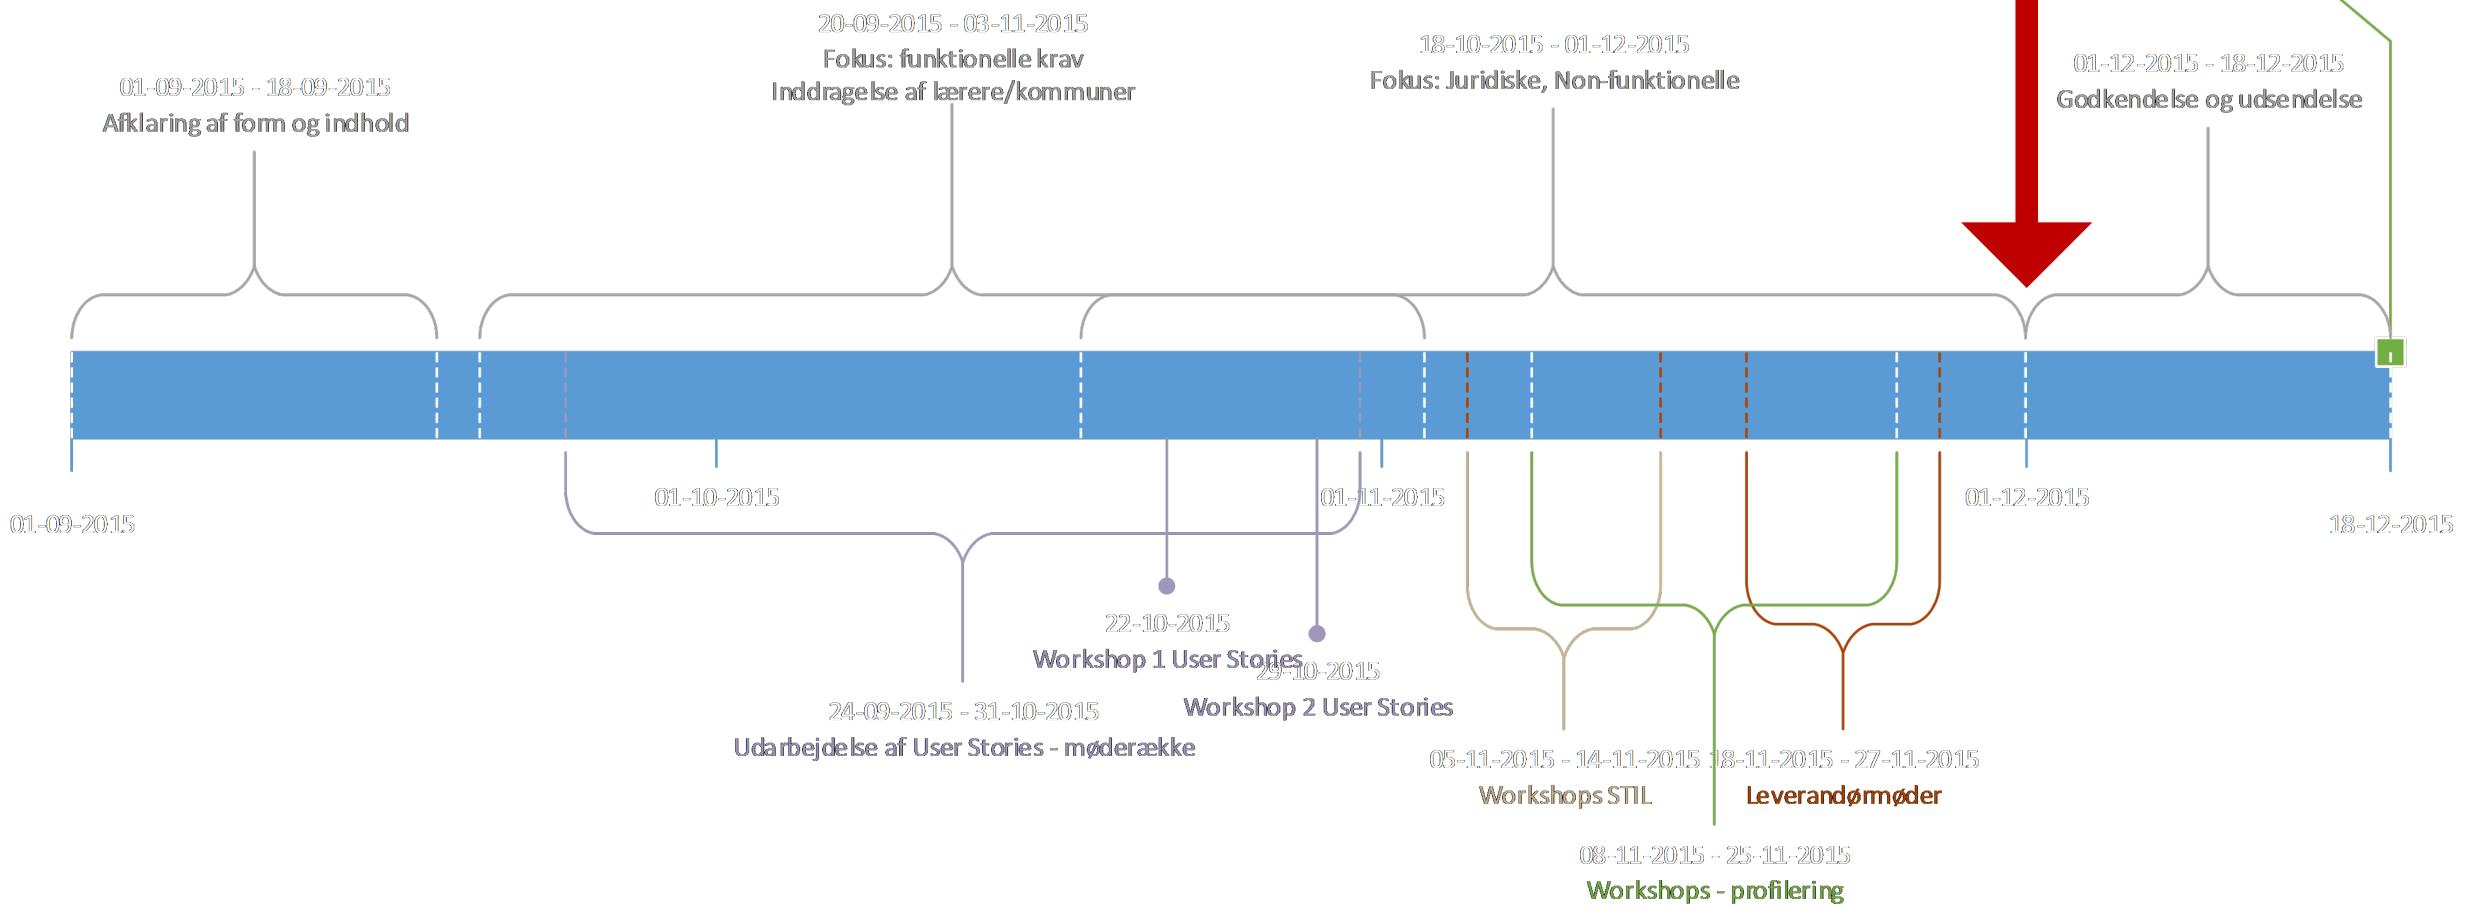 20-09-2015 - 03-11-2015
Fokus: funktionelle krav
Inddragelse af lærere/kommuner
18-10-2015 - 01-12-2015
Fokus: Juridiske, Non-funktionelle
01-12-2015 - 18-12-2015
Godkendelse og udsendelse
01-09-2015 - 18-09-2015
Afklaring af form og indhold
01-09-2015
01-10-2015
01-11-2015
01-12-2015
18-12-2015
22-10-2015
Workshop 1 User Stories
29-10-2015
Workshop 2 User Stories
24-09-2015 - 31-10-2015
Udarbejdelse af User Stories - møderække
05-11-2015 - 14-11-2015
Workshops STIL
18-11-2015 - 27-11-2015
Leverandørmøder
08-11-2015 - 25-11-2015
Workshops - profilering